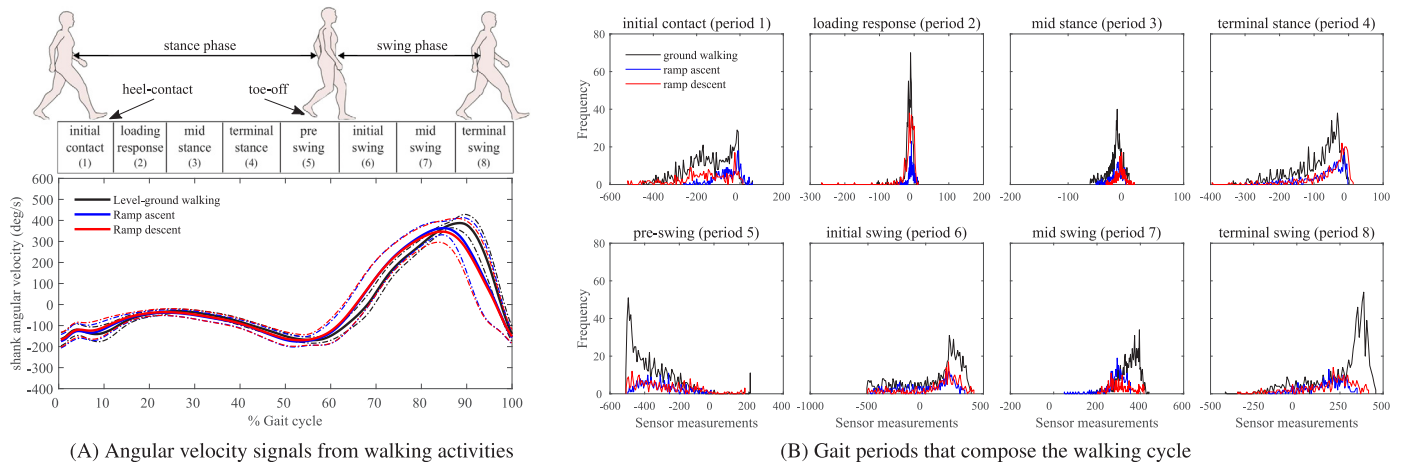 stance phase
swing phase
heel-contact
toe-off
initial contact (1)
loading response (2)
mid stance (3)
terminal stance (4)
pre swing (5)
initial swing (6)
mid swing (7)
terminal swing (8)
600
500
400
300
200
100
0
-100
-200
-300
-400
shank angular velocity (deg/s)
Level-ground walking
Ramp ascent
Ramp descent
0 10 20 30 40 50 60 70 80 90 100
% Gait cycle
(A) Angular velocity signals from walking activities
initial contact (period 1)
80
60
40
20
0
Frequency
ground walking
ramp ascent
ramp descent
-600 -400 -200 0 200
loading response (period 2)
-300 -200 -100 0 100 200
mid stance (period 3)
-200 -100 0 100
terminal stance (period 4)
-400 -300 -200 -100 0 100
pre-swing (period 5)
80
60
40
20
0
Frequency
-600 -400 -200 0 200 400
Sensor measurements
initial swing (period 6)
-1000 -500 0 500
Sensor measurements
mid swing (period 7)
0 200 400 600
Sensor measurements
terminal swing (period 8)
-500 -250 0 250 500
Sensor measurements
(B) Gait periods that compose the walking cycle